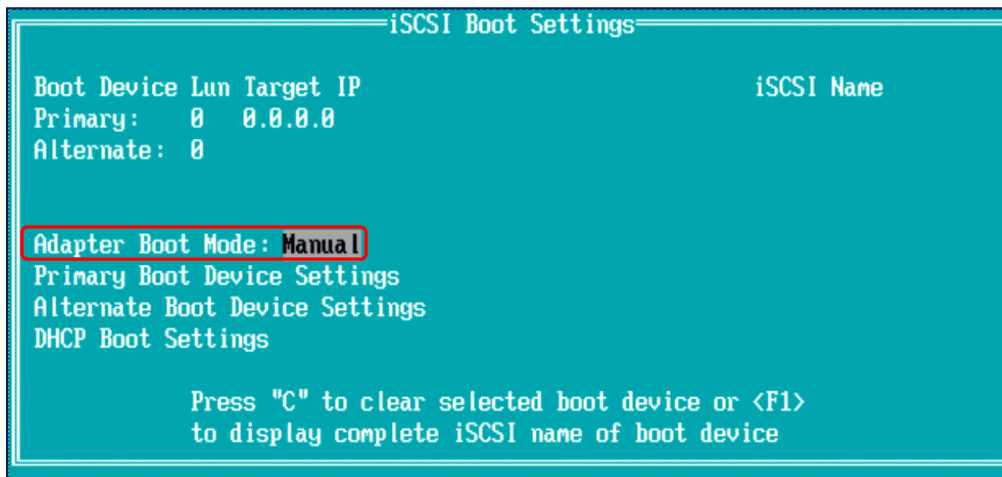 iSCSI Boot Settings
Boot Device Lun Target IP iSCSI Name
Primary: 0 0.0.0.0
Alternate: 0
Adapter Boot Mode: Manual
Primary Boot Device Settings
Alternate Boot Device Settings
DHCP Boot Settings
Press "C" to clear selected boot device or <F1>
to display complete iSCSI name of boot device